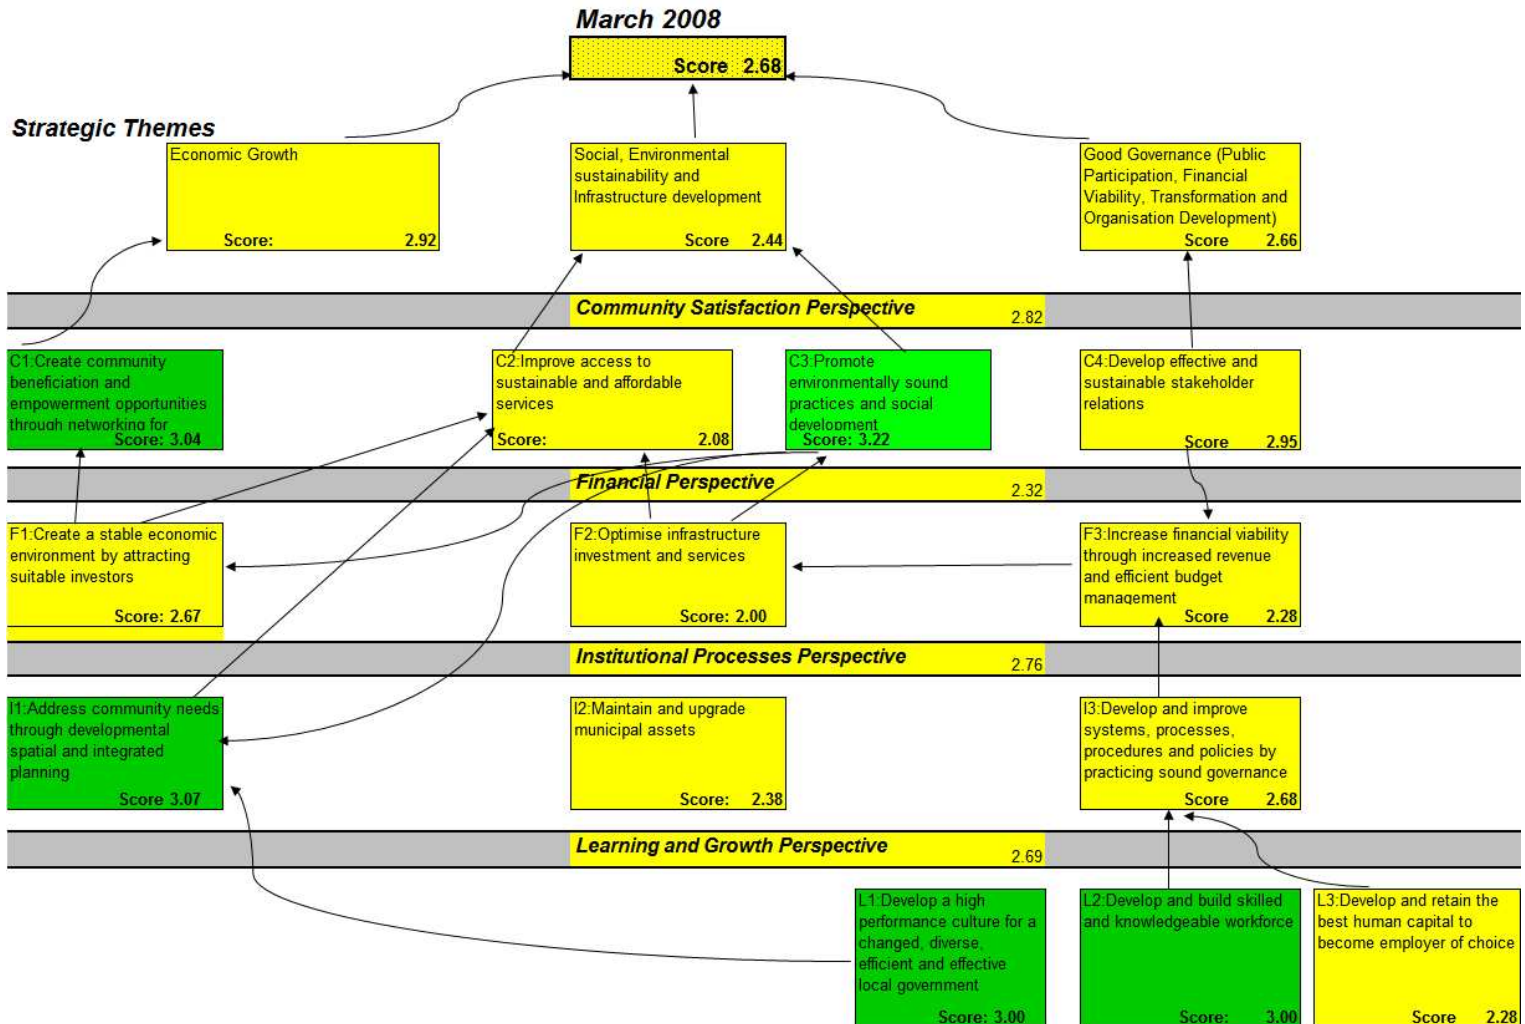 March 2008
Score 2.68
Strategic Themes
Economic Growth
Score: 2.92
Social, Environmental
sustainability and
Infrastructure development
Score 2.44
Good Governance (Public
Participation, Financial
Viability, Transformation and
Organisation Development)
Score 2.66
Community Satisfaction Perspective 2.82
C1:Create community
beneficiation and
empowerment opportunities
through networking for
Score: 3.04
C2:Improve access to
sustainable and affordable
services
Score: 2.08
C3:Promote
environmentally sound
practices and social
development
Score: 3.22
C4:Develop effective and
sustainable stakeholder
relations
Score 2.95
Financial Perspective 2.32
F1:Create a stable economic
environment by attracting
suitable investors
Score: 2.67
F2:Optimise infrastructure
investment and services
Score: 2.00
F3:Increase financial viability
through increased revenue
and efficient budget
management
Score 2.28
Institutional Processes Perspective 2.76
I1:Address community needs
through developmental
spatial and integrated
planning
Score 3.07
I2:Maintain and upgrade
municipal assets
Score: 2.38
I3:Develop and improve
systems, processes,
procedures and policies by
practicing sound governance
Score 2.68
Learning and Growth Perspective 2.69
L1:Develop a high
performance culture for a
changed, diverse,
efficient and effective
local government
Score: 3.00
L2:Develop and build skilled
and knowledgeable workforce
Score: 3.00
L3:Develop and retain the
best human capital to
become employer of choice
Score 2.28